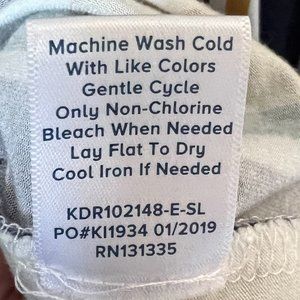 Machine Wash Cold
With Like Colors
Gentle Cycle
Only Non-Chlorine
Bleach When Needed
Lay Flat To Dry
Cool Iron If Needed
KDR102148-E-SL
PO#KI1934 01/2019
RN131335